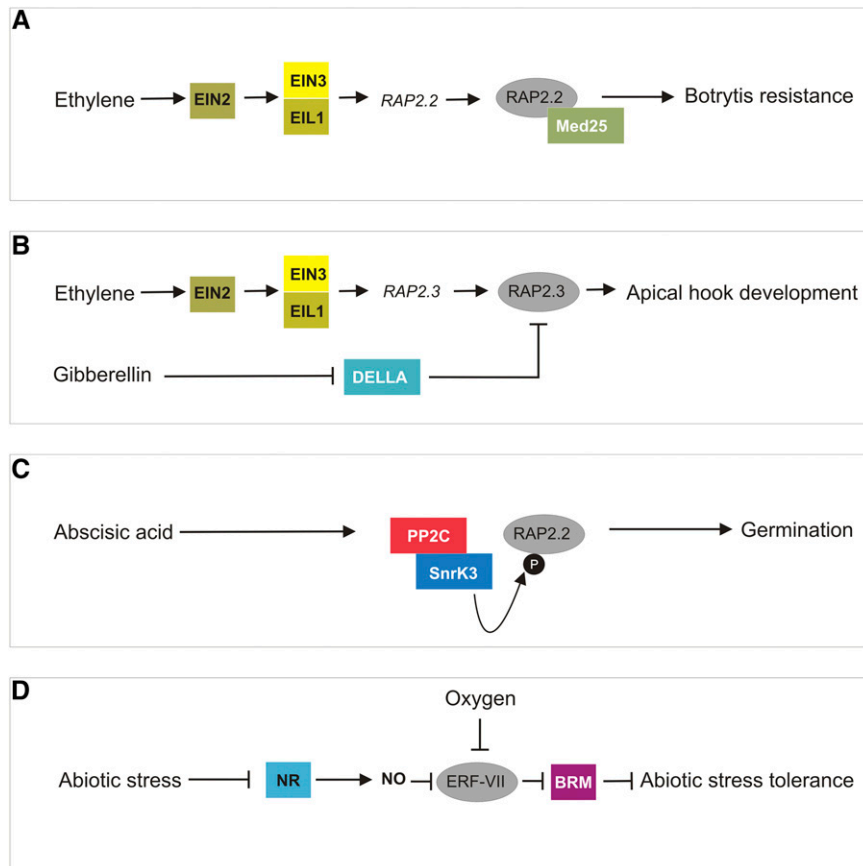 A
Ethylene
EIN2
EIN3
EIL1
RAP2.2
RAP2.2
Med25
Botrytis resistance
B
Ethylene
EIN2
EIN3
EIL1
RAP2.3
RAP2.3
Apical hook development
Gibberellin
DELLA
C
Abscisic acid
PP2C
SnrK3
RAP2.2
P
Germination
D
Oxygen
Abiotic stress
NR
NO
ERF-VII
BRM
Abiotic stress tolerance